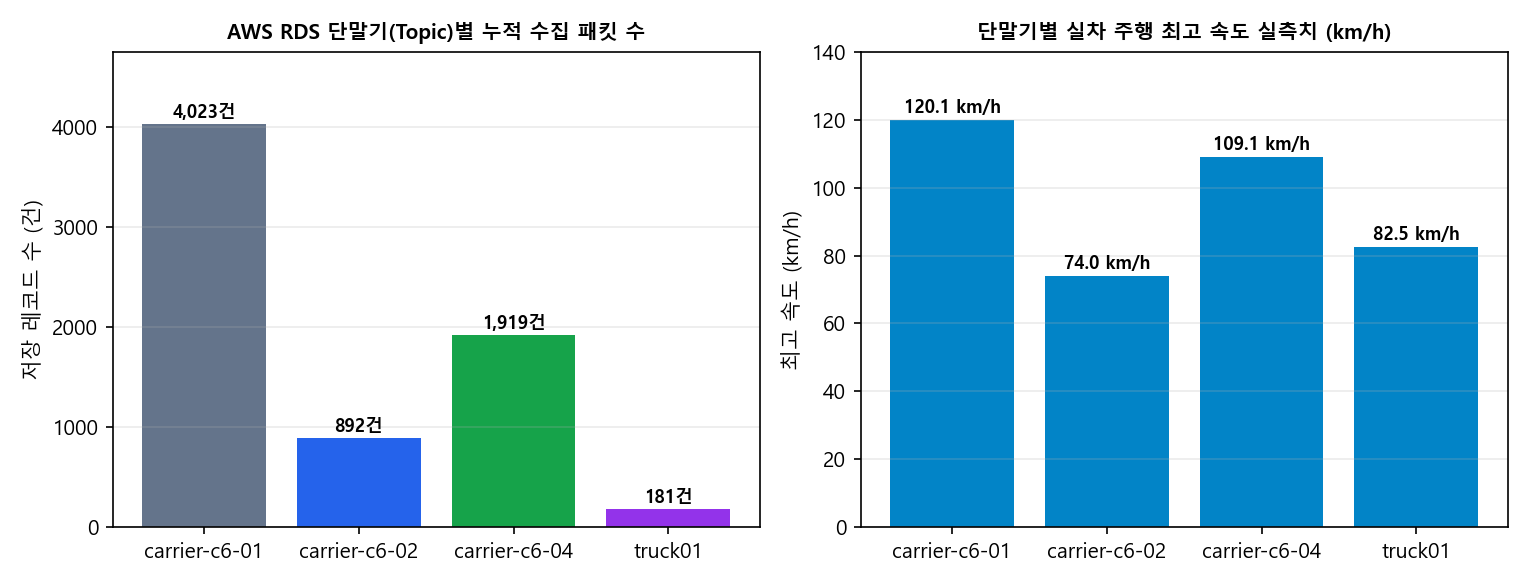 AWS RDS 단말기(Topic)별 누적 수집 패킷 수
저장 레코드 수 (건)
4000
3000
2000
1000
0
4,023건
892건
1,919건
181건
carrier-c6-01
carrier-c6-02
carrier-c6-04
truck01
단말기별 실차 주행 최고 속도 실측치 (km/h)
최고 속도 (km/h)
140
120
100
80
60
40
20
0
120.1 km/h
74.0 km/h
109.1 km/h
82.5 km/h
carrier-c6-01
carrier-c6-02
carrier-c6-04
truck01